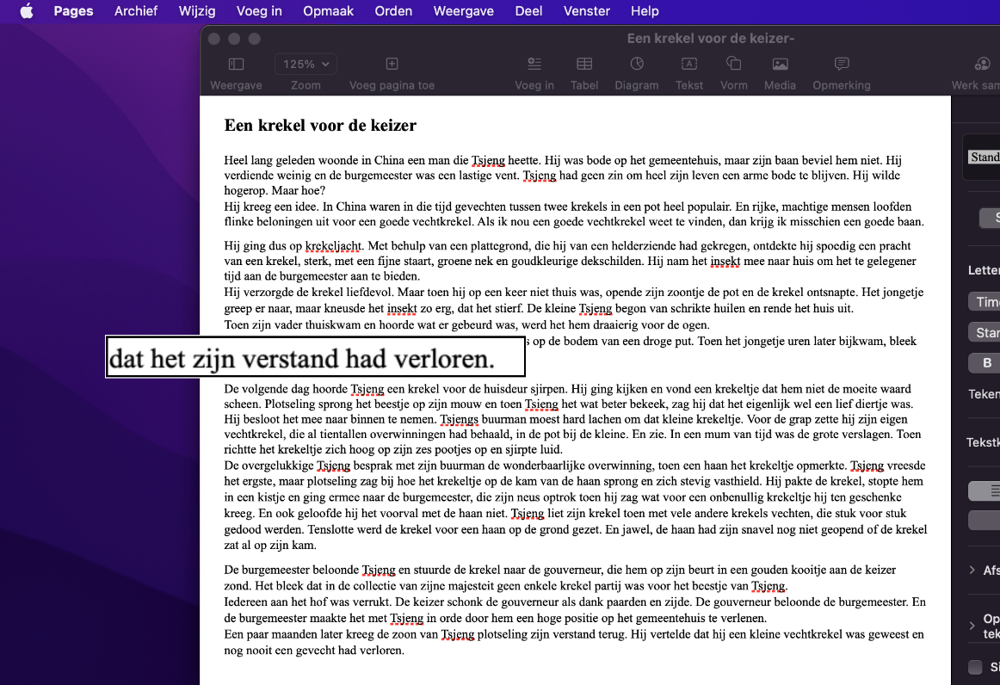 Pages Archief Wijzig Voeg in Opmaak Orden Weergave Deel Venster Help
Een krekel voor de keizer-
125%
Weergave Zoom Voeg pagina toe Voeg in Tabel Diagram Tekst Vorm Media Opmerking Werk sam
Een krekel voor de keizer
Heel lang geleden woonde in China een man die Tsjeng heette. Hij was bode op het gemeentehuis, maar zijn baan beviel hem niet. Hij
verdiende weinig en de burgemeester was een lastige vent. Tsjeng had geen zin om heel zijn leven een arme bode te blijven. Hij wilde
hogerop. Maar hoe?
Hij kreeg een idee. In China waren in die tijd gevechten tussen twee krekels in een pot heel populair. En rijke, machtige mensen loofden
flinke beloningen uit voor een goede vechtkrekel. Als ik nou een goede vechtkrekel weet te vinden, dan krijg ik misschien een goede baan.
Hij ging dus op krekeljacht. Met behulp van een plattegrond, die hij van een helderziende had gekregen, ontdekte hij spoedig een pracht
van een krekel, sterk, met een fijne staart, groene nek en goudkleurige dekschilden. Hij nam het insekt mee naar huis om het te gelegener
tijd aan de burgemeester aan te bieden.
Hij verzorgde de krekel liefdevol. Maar toen hij op een keer niet thuis was, opende zijn zoontje de pot en de krekel ontsnapte. Het jongetje
greep er naar, maar kneusde het insekt zo erg, dat het stierf. De kleine Tsjeng begon van schrikte huilen en rende het huis uit.
Toen zijn vader thuiskwam en hoorde wat er gebeurd was, werd het hem draaierig voor de ogen.
s op de bodem van een droge put. Toen het jongetje uren later bijkwam, bleek
dat het zijn verstand had verloren.
De volgende dag hoorde Tsjeng een krekel voor de huisdeur sjirpen. Hij ging kijken en vond een krekeltje dat hem niet de moeite waard
scheen. Plotseling sprong het beestje op zijn mouw en toen Tsjeng het wat beter bekeek, zag hij dat het eigenlijk wel een lief diertje was.
Hij besloot het mee naar binnen te nemen. Tsjengs buurman moest hard lachen om dat kleine krekeltje. Voor de grap zette hij zijn eigen
vechtkrekel, die al tientallen overwinningen had behaald, in de pot bij de kleine. En zie. In een mum van tijd was de grote verslagen. Toen
richtte het krekeltje zich hoog op zijn zes pootjes op en sjirpte luid.
De overgelukkige Tsjeng besprak met zijn buurman de wonderbaarlijke overwinning, toen een haan het krekeltje opmerkte. Tsjeng vreesde
het ergste, maar plotseling zag bij hoe het krekeltje op de kam van de haan sprong en zich stevig vasthield. Hij pakte de krekel, stopte hem
in een kistje en ging ermee naar de burgemeester, die zijn neus optrok toen hij zag wat voor een onbenullig krekeltje hij ten geschenke
kreeg. En ook geloofde hij het voorval met de haan niet. Tsjeng liet zijn krekel toen met vele andere krekels vechten, die stuk voor stuk
gedood werden. Tenslotte werd de krekel voor een haan op de grond gezet. En jawel, de haan had zijn snavel nog niet geopend of de krekel
zat al op zijn kam.
De burgemeester beloonde Tsjeng en stuurde de krekel naar de gouverneur, die hem op zijn beurt in een gouden kooitje aan de keizer
zond. Het bleek dat in de collectie van zijne majesteit geen enkele krekel partij was voor het beestje van Tsjeng.
Iedereen aan het hof was verrukt. De keizer schonk de gouverneur als dank paarden en zijde. De gouverneur beloonde de burgemeester. En
de burgemeester maakte het met Tsjeng in orde door hem een hoge positie op het gemeentehuis te verlenen.
Een paar maanden later kreeg de zoon van Tsjeng plotseling zijn verstand terug. Hij vertelde dat hij een kleine vechtkrekel was geweest en
nog nooit een gevecht had verloren.
Stand
S
Letter
Time
Stan
B
Teken
Tekstk
Afs
Op
tek
Si